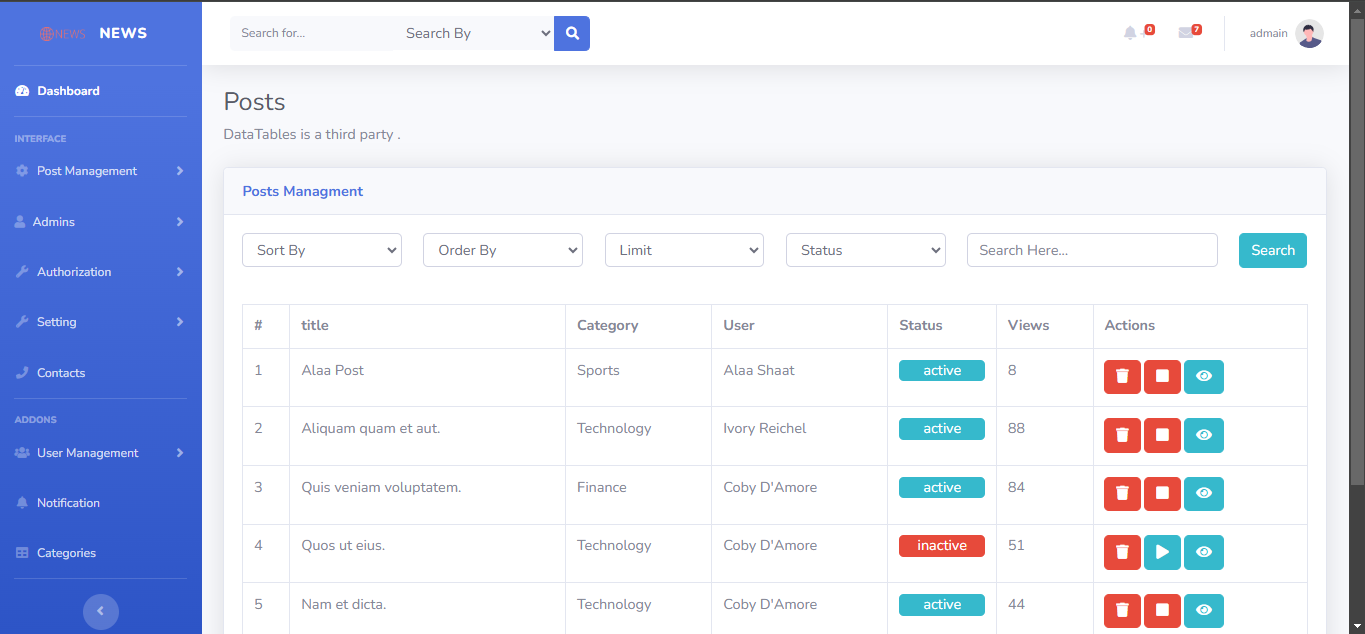 NEWS NEWS
Dashboard
INTERFACE
Post Management
Admins
Authorization
Setting
Contacts
ADDONS
User Management
Notification
Categories
Search for... Search By
0 7 admain
Posts
DataTables is a third party .
Posts Managment
Sort By Order By Limit Status Search Here... Search
# title Category User Status Views Actions
1 Alaa Post Sports Alaa Shaat active 8
2 Aliquam quam et aut. Technology Ivory Reichel active 88
3 Quis veniam voluptatem. Finance Coby D'Amore active 84
4 Quos ut eius. Technology Coby D'Amore inactive 51
5 Nam et dicta. Technology Coby D'Amore active 44